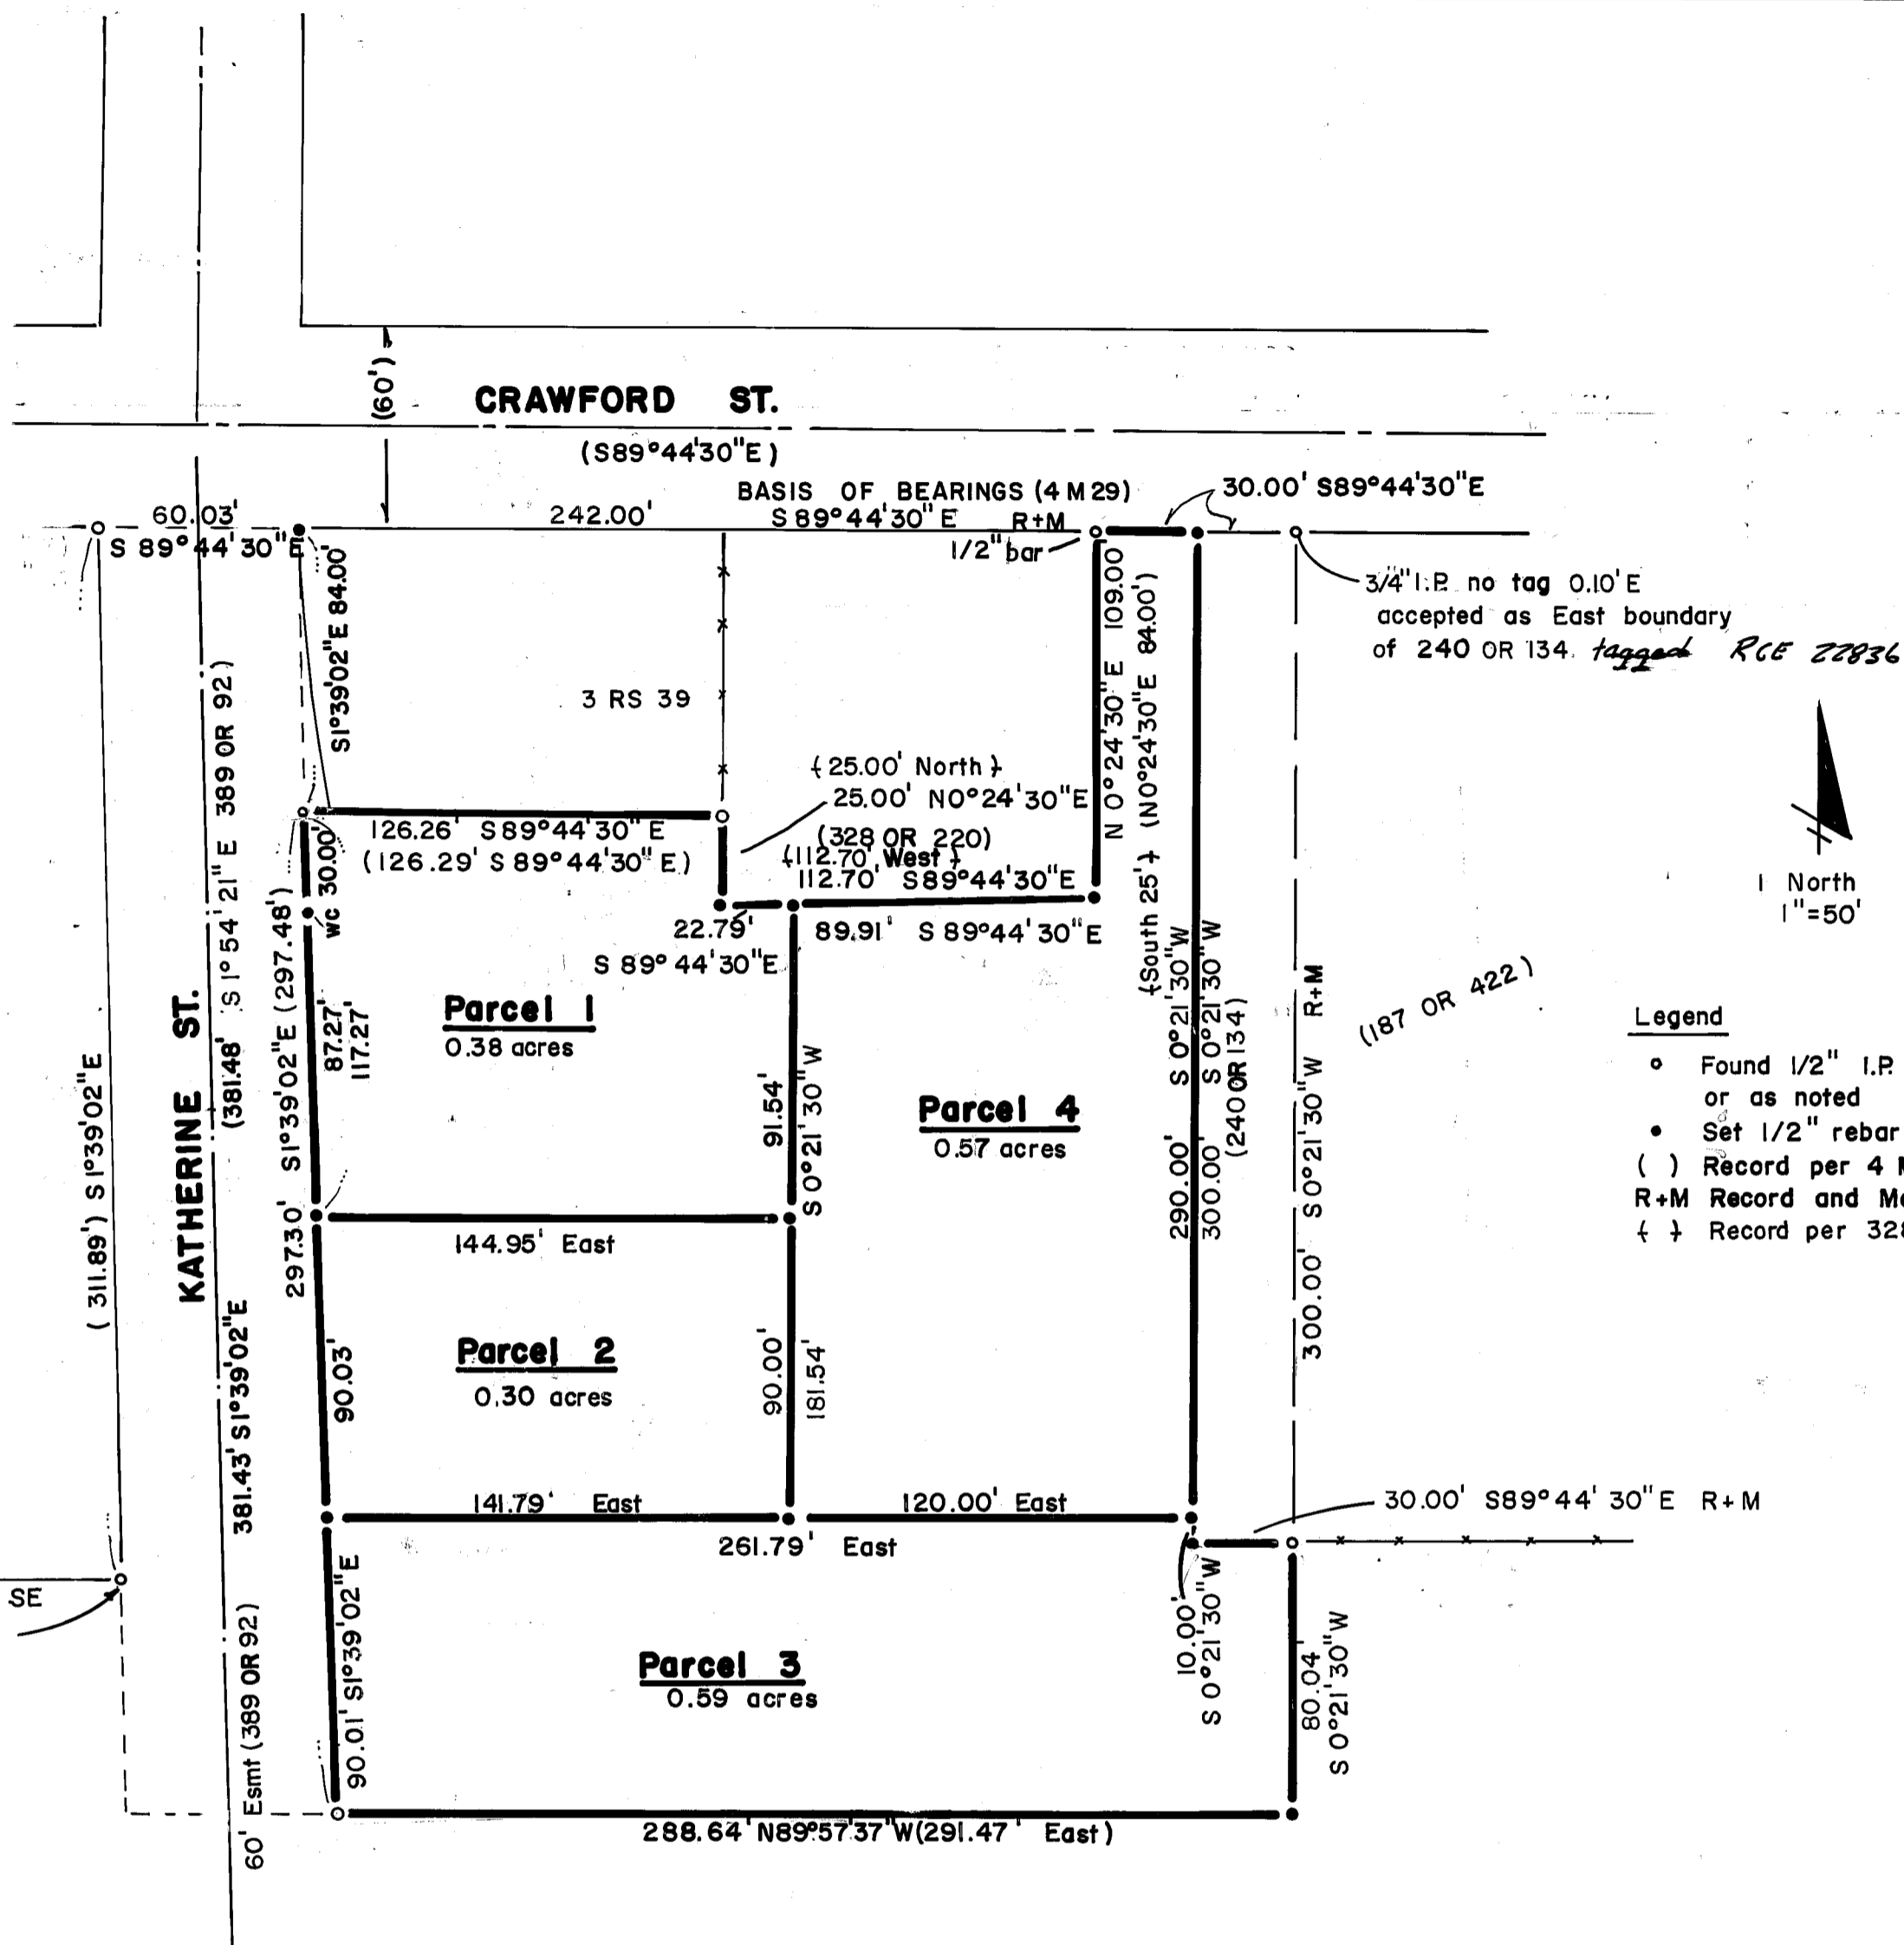 (60')
CRAWFORD ST.
(S89°44'30"E)
BASIS OF BEARINGS (4 M 29)
30.00' S89°44'30"E
60.03'
S 89°44'30"E
242.00'
S 89°44'30" E R+M
1/2" bar
3/4" I.P. no tag 0.10' E
accepted as East boundary
of 240 OR 134. tagged RCE 22836
S1°39'02"E 84.00'
3 RS 39
N 0°24'30"E 109.00
{South 25'} (N0°24'30"E 84.00')
{25.00' North}
25.00' N0°24'30"E
(328 OR 220)
{112.70' West}
112.70' S89°44'30"E
126.26' S89°44'30"E
(126.29' S89°44'30"E)
WC 30.00'
22.79'
S 89°44'30"E
89.91' S 89°44'30"E
1 North
1"=50'
Parcel 1
0.38 acres
87.27'
117.27'
91.54'
S 0°21'30"W
Parcel 4
0.57 acres
290.00' S 0°21'30"W
300.00' S 0°21'30"W
(240 OR 134)
300.00' S 0°21'30"W R+M
(187 OR 422)
Legend
Found 1/2" I.P.
or as noted
Set 1/2" rebar
( ) Record per 4
R+M Record and
{ } Record per 328
(311.89') S1°39'02"E
KATHERINE ST.
(381.48' S 1°54'21" E 389 OR 92)
381.43' S1°39'02"E
297.30' S1°39'02"E (297.48')
144.95' East
Parcel 2
0.30 acres
90.03'
90.00'
181.54'
141.79' East
120.00' East
261.79' East
30.00' S89°44'30"E R+M
SE
60' Esmt (389 OR 92)
90.01' S1°39'02"E
Parcel 3
0.59 acres
10.00'
S 0°21'30"W
80.04'
S 0°21'30"W
288.64' N89°57'37"W (291.47' East)